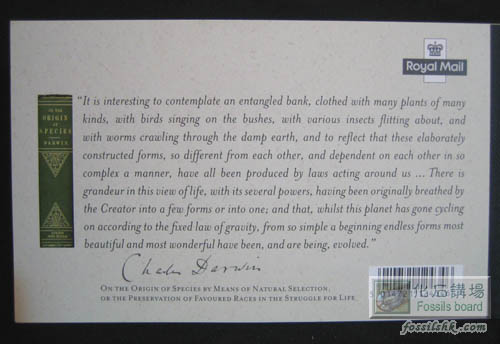 Royal Mail
ON THE
ORIGIN
OF
SPECIES
DARWIN
"It is interesting to contemplate an entangled bank, clothed with many plants of many
kinds, with birds singing on the bushes, with various insects flitting about, and
with worms crawling through the damp earth, and to reflect that these elaborately
constructed forms, so different from each other, and dependent on each other in so
complex a manner, have all been produced by laws acting around us ... There is
grandeur in this view of life, with its several powers, having been originally breathed by
the Creator into a few forms or into one; and that, whilst this planet has gone cycling
on according to the fixed law of gravity, from so simple a beginning endless forms most
beautiful and most wonderful have been, and are being, evolved."
Charles Darwin
On the Origin of Species by Means of Natural Selection,
or the Preservation of Favoured Races in the Struggle for Life
化石講場
Fossils board
www.fossilshk.com